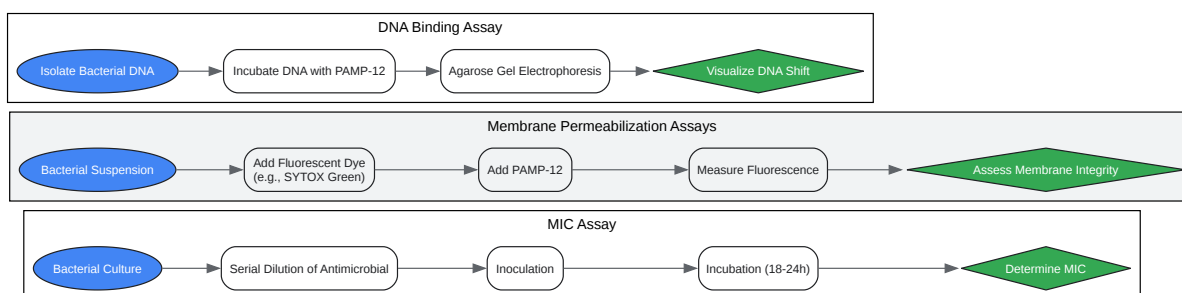 DNA Binding Assay
Isolate Bacterial DNA
Incubate DNA with PAMP-12
Agarose Gel Electrophoresis
Visualize DNA Shift
Membrane Permeabilization Assays
Bacterial Suspension
Add Fluorescent Dye
(e.g., SYTOX Green)
Add PAMP-12
Measure Fluorescence
Assess Membrane Integrity
MIC Assay
Bacterial Culture
Serial Dilution of Antimicrobial
Inoculation
Incubation (18-24h)
Determine MIC